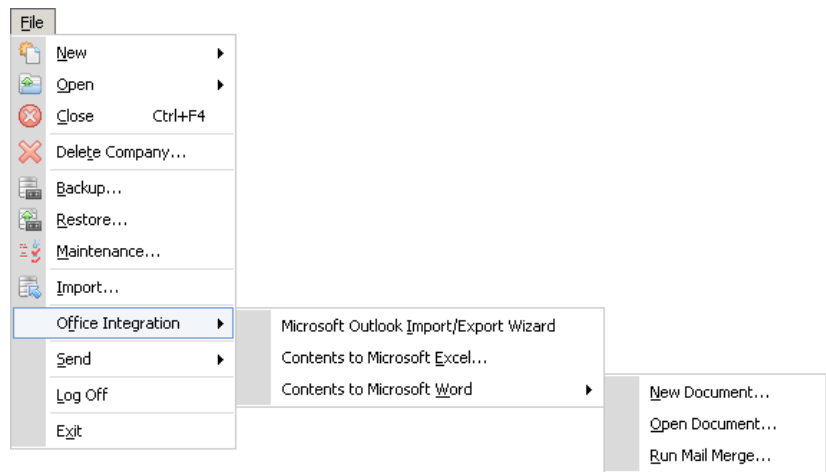 File
New
Open
Close Ctrl+F4
Delete Company...
Backup...
Restore...
Maintenance...
Import...
Office Integration
Microsoft Outlook Import/Export Wizard
Contents to Microsoft Excel...
Contents to Microsoft Word
Send
Log Off
Exit
New Document...
Open Document...
Run Mail Merge...